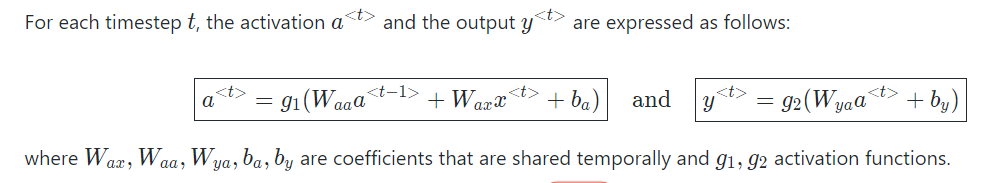 For each timestep t, the activation a^{<t>} and the output y^{<t>} are expressed as follows:
a^{<t>} = g_1(W_{aa}a^{<t-1>} + W_{ax}x^{<t>} + b_a) and y^{<t>} = g_2(W_{ya}a^{<t>} + b_y)
where W_{ax}, W_{aa}, W_{ya}, b_a, b_y are coefficients that are shared temporally and g_1, g_2 activation functions.